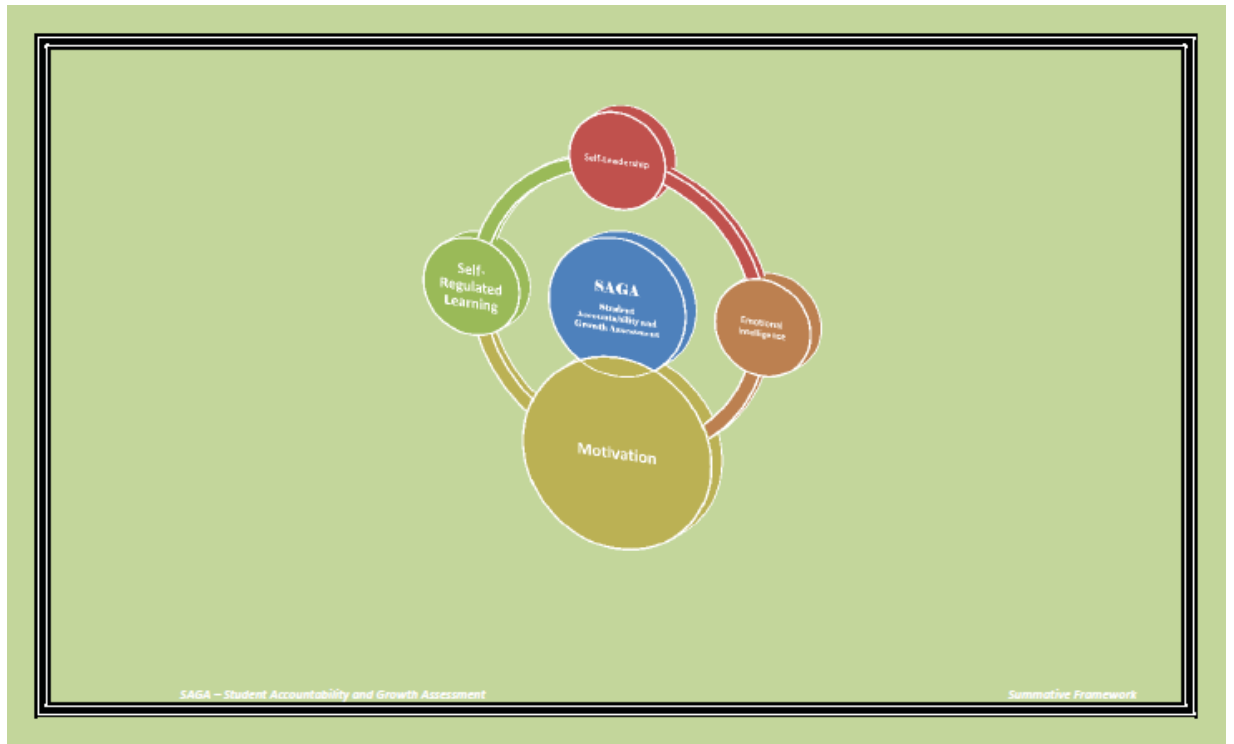 Self-Leadership
Self-
Regulated
Learning
SAGA
Student
Accountability and
Growth Assessment
Emotional
Intelligence
Motivation
SAGA – Student Accountability and Growth Assessment
Summative Framework